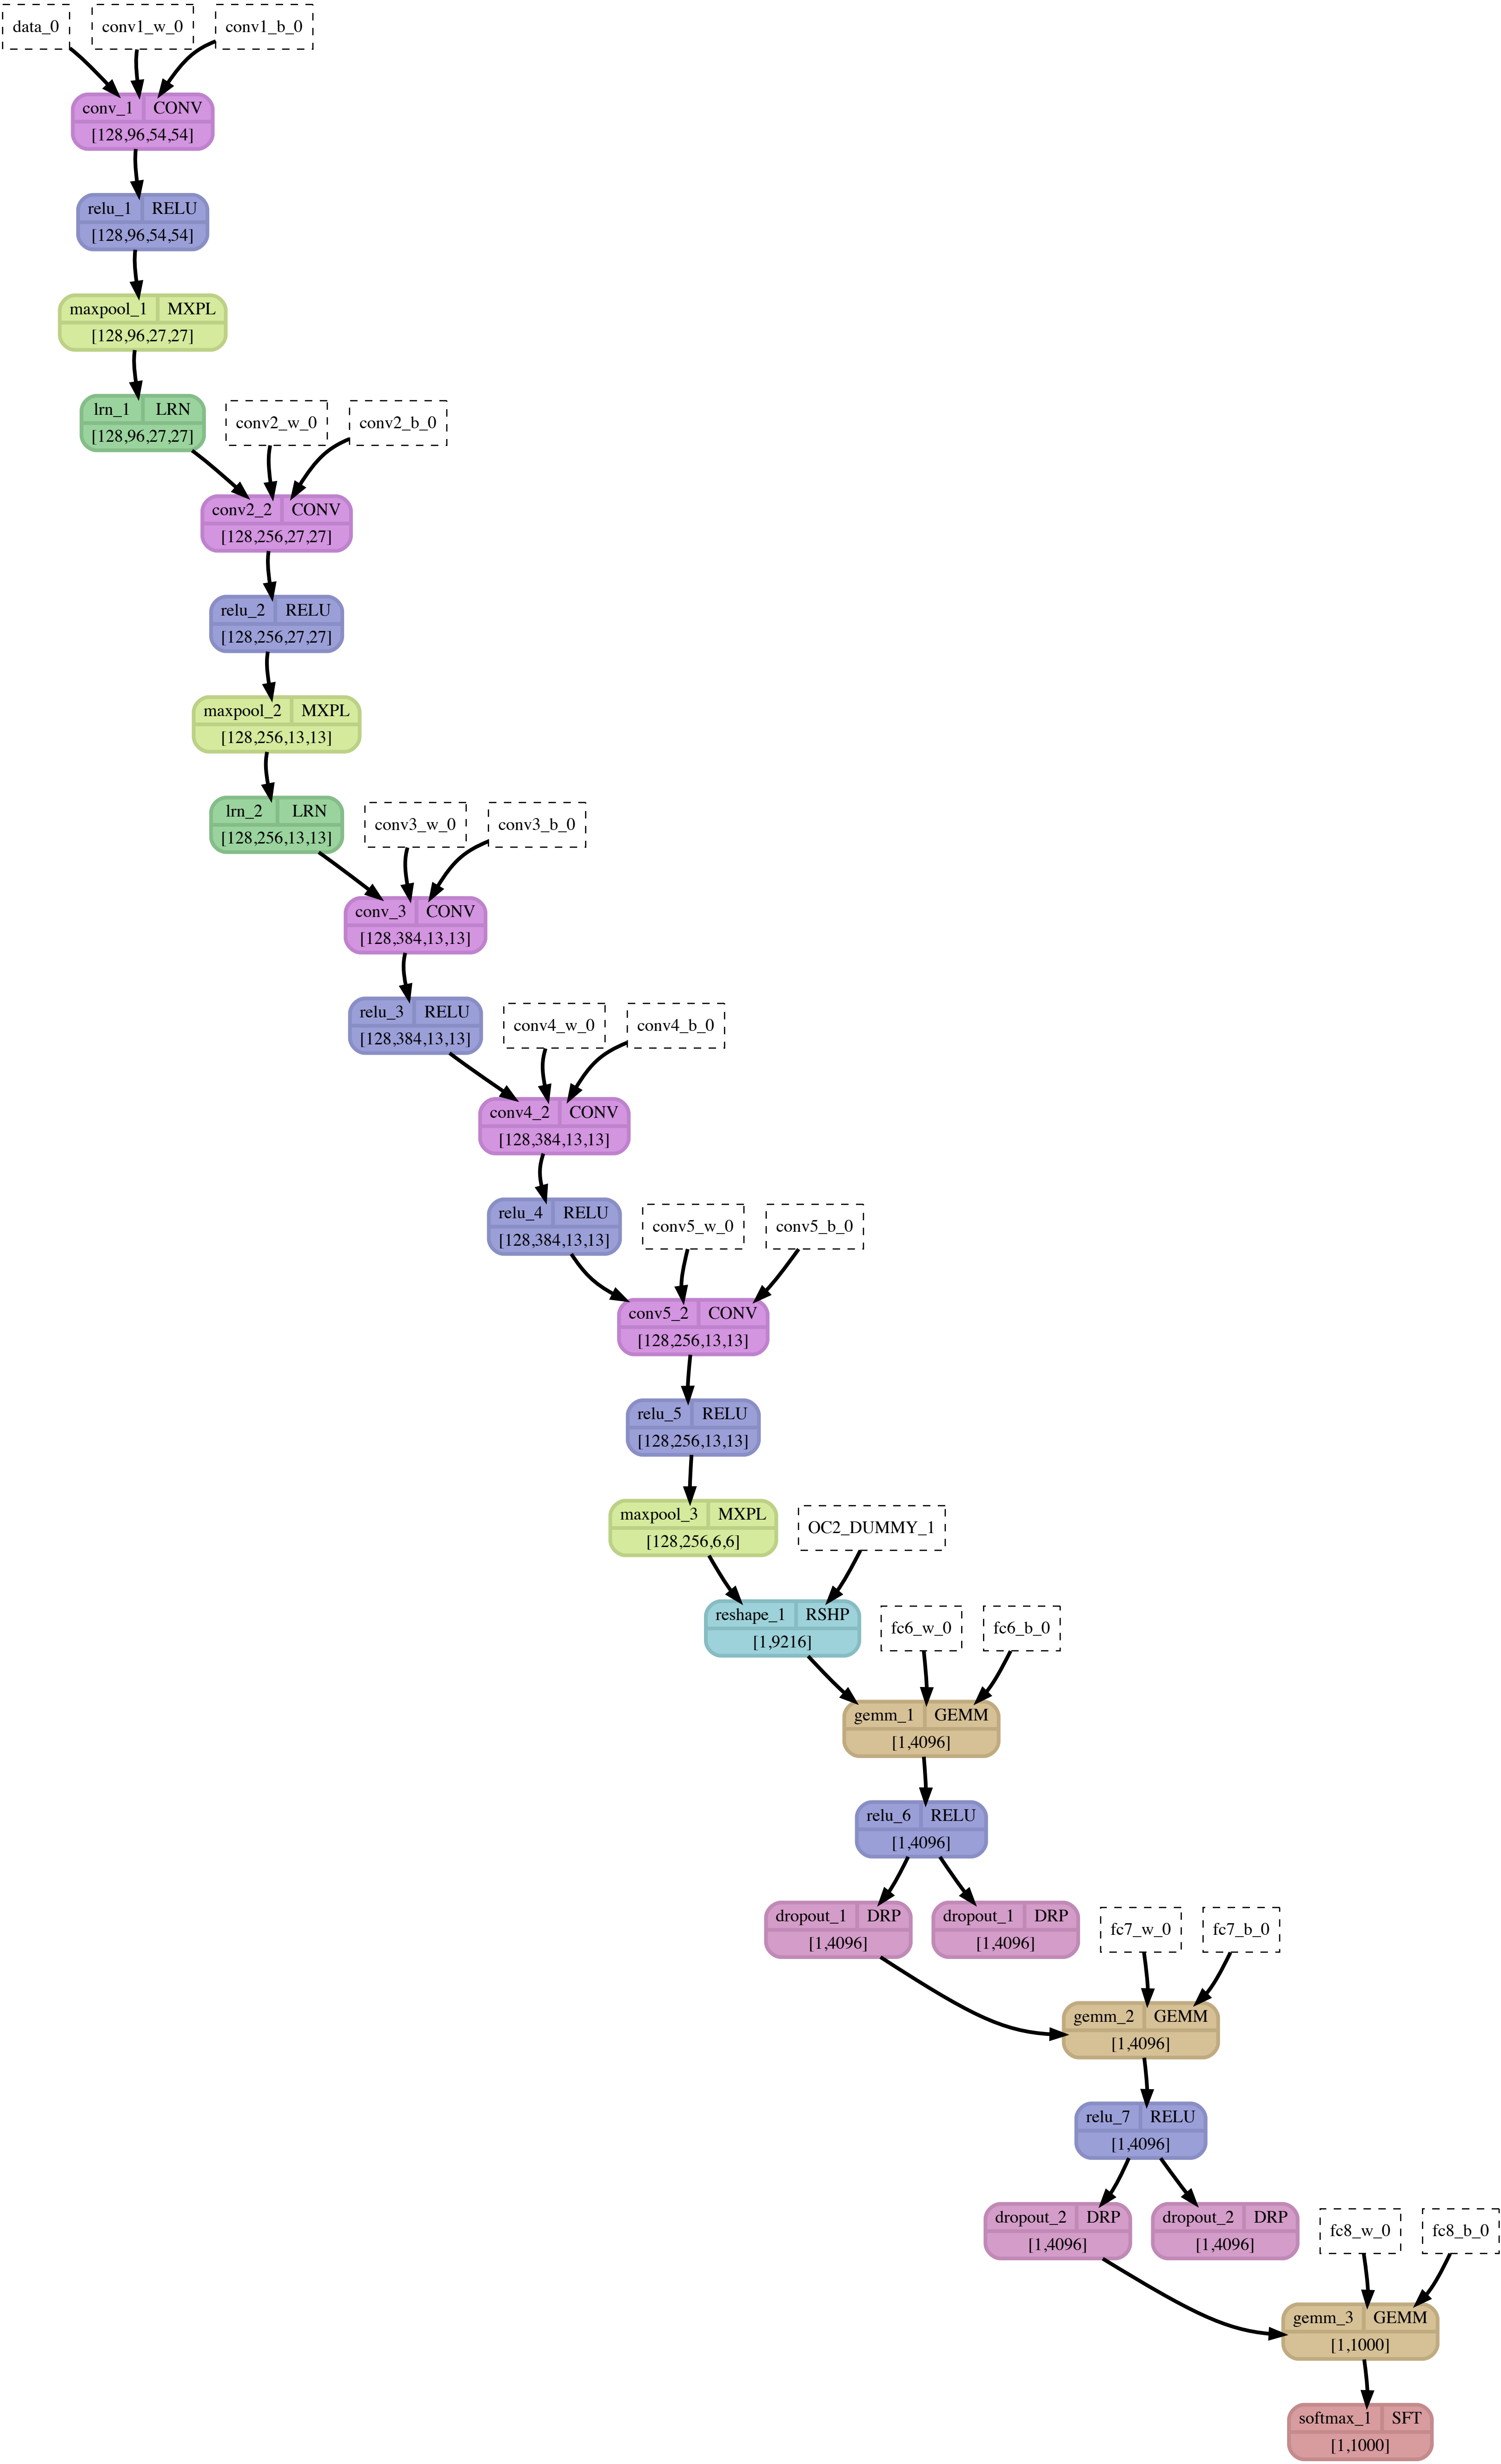 data_0 conv1_w_0 conv1_b_0
conv_1 CONV
[128,96,54,54]
relu_1 RELU
[128,96,54,54]
maxpool_1 MXPL
[128,96,27,27]
lrn_1 LRN
[128,96,27,27]
conv2_w_0 conv2_b_0
conv2_2 CONV
[128,256,27,27]
relu_2 RELU
[128,256,27,27]
maxpool_2 MXPL
[128,256,13,13]
lrn_2 LRN
[128,256,13,13]
conv3_w_0 conv3_b_0
conv_3 CONV
[128,384,13,13]
relu_3 RELU
[128,384,13,13]
conv4_w_0 conv4_b_0
conv4_2 CONV
[128,384,13,13]
relu_4 RELU
[128,384,13,13]
conv5_w_0 conv5_b_0
conv5_2 CONV
[128,256,13,13]
relu_5 RELU
[128,256,13,13]
maxpool_3 MXPL
[128,256,6,6]
OC2_DUMMY_1
reshape_1 RSHP
[1,9216]
fc6_w_0 fc6_b_0
gemm_1 GEMM
[1,4096]
relu_6 RELU
[1,4096]
dropout_1 DRP
[1,4096]
dropout_1 DRP
[1,4096]
fc7_w_0 fc7_b_0
gemm_2 GEMM
[1,4096]
relu_7 RELU
[1,4096]
dropout_2 DRP
[1,4096]
dropout_2 DRP
[1,4096]
fc8_w_0 fc8_b_0
gemm_3 GEMM
[1,1000]
softmax_1 SFT
[1,1000]